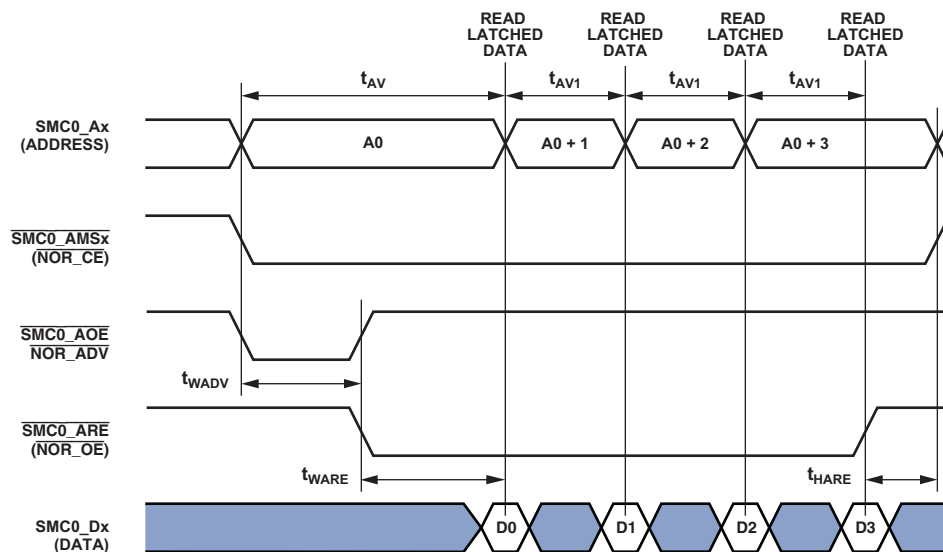 READ LATCHED DATA
READ LATCHED DATA
READ LATCHED DATA
READ LATCHED DATA
tAV
tAV1
tAV1
tAV1
SMC0_Ax
(ADDRESS)
A0
A0 + 1
A0 + 2
A0 + 3
SMC0_AMSx
(NOR_CE)
SMC0_AOE
NOR_ADV
tWADV
SMC0_ARE
(NOR_OE)
tWARE
tHARE
SMC0_Dx
(DATA)
D0
D1
D2
D3